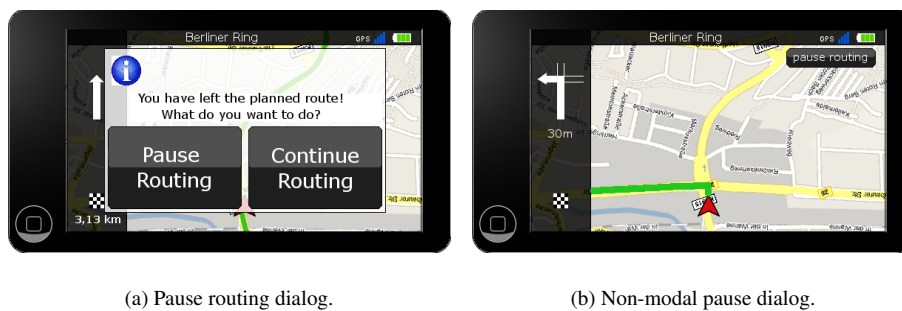 Berliner Ring
GPS
You have left the planned route!
What do you want to do?
Pause
Routing
Continue
Routing
3,13 km
(a) Pause routing dialog.
Berliner Ring
GPS
pause routing
30m
(b) Non-modal pause dialog.